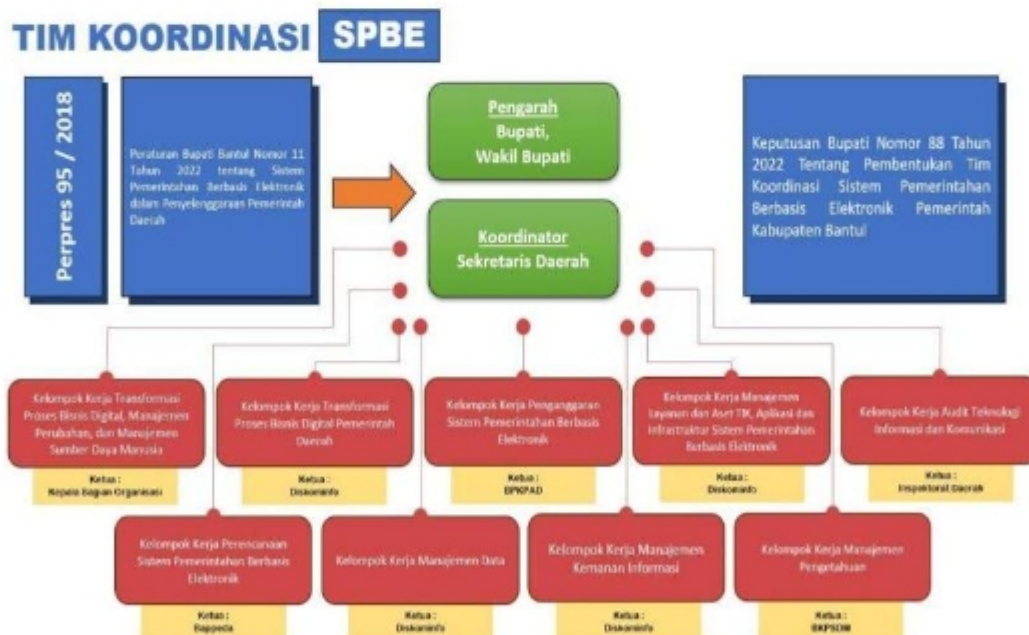 TIM KOORDINASI SPBE
Perpres 95 / 2018
Peraturan Bupati Bantul Nomor 11
Tahun 2022 tentang Sistem
Pemerintahan Berbasis Elektronik
dalam Penyelenggaraan Pemerintah
Daerah
Pengarah
Bupati,
Wakil Bupati
Koordinator
Sekretaris Daerah
Keputusan Bupati Nomor 88 Tahun
2022 Tentang Pembentukan Tim
Koordinasi Sistem Pemerintahan
Berbasis Elektronik Pemerintah
Kabupaten Bantul
Kelompok Kerja Transformasi
Proses Bisnis Digital, Manajemen
Perubahan, dan Manajemen
Sumber Daya Manusia
Ketua :
Kepala Bagian Organisasi
Kelompok Kerja Transformasi
Proses Bisnis Digital Pemerintah
Daerah
Ketua :
Diskominfo
Kelompok Kerja Penganggaran
Sistem Pemerintahan Berbasis
Elektronik
Ketua :
BPKPAD
Kelompok Kerja Manajemen
Layanan dan Aset TIK, Aplikasi dan
Infrastruktur Sistem Pemerintahan
Berbasis Elektronik
Ketua :
Diskominfo
Kelompok Kerja Audit Teknologi
Informasi dan Komunikasi
Ketua :
Inspektorat Daerah
Kelompok Kerja Perencanaan
Sistem Pemerintahan Berbasis
Elektronik
Ketua :
Bappeda
Kelompok Kerja Manajemen Data
Ketua :
Diskominfo
Kelompok Kerja Manajemen
Kemanan Informasi
Ketua :
Diskominfo
Kelompok Kerja Manajemen
Pengetahuan
Ketua :
BKPSDM